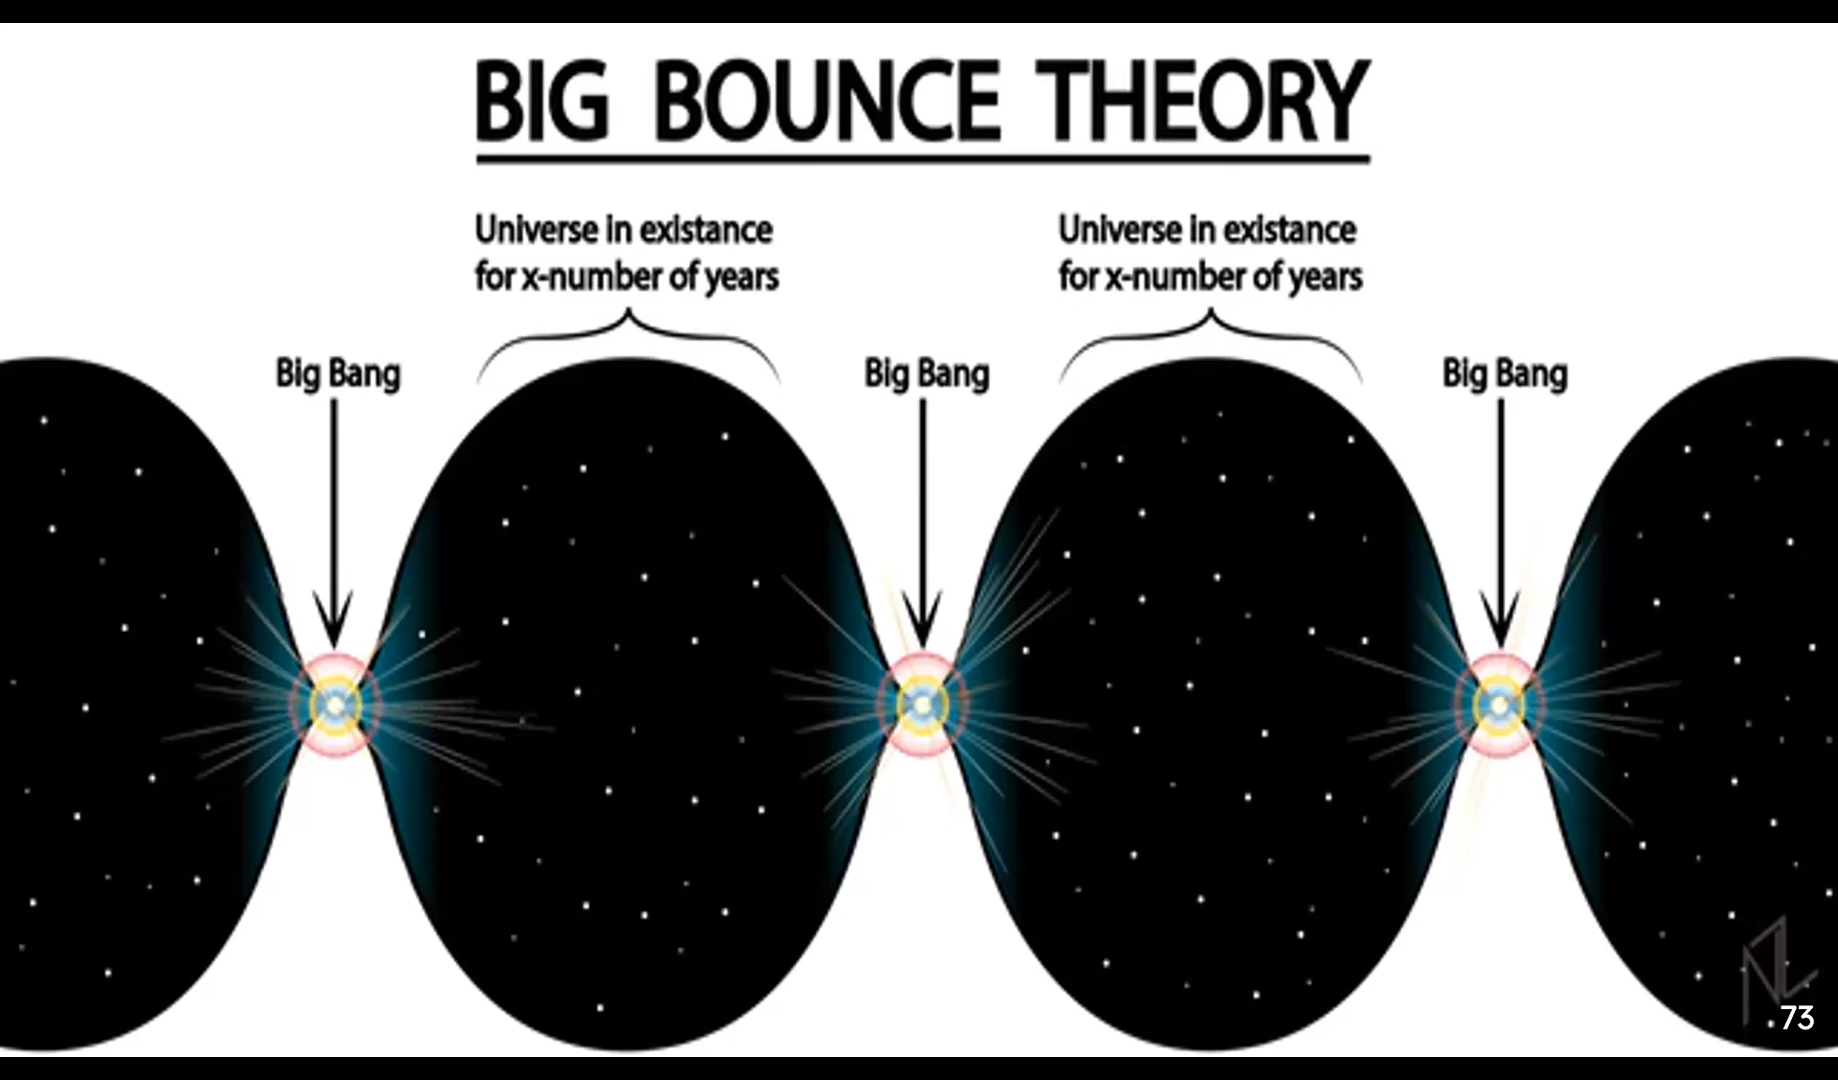 BIG BOUNCE THEORY
Universe in existance
for x-number of years
Universe in existance
for x-number of years
Big Bang
Big Bang
Big Bang
73